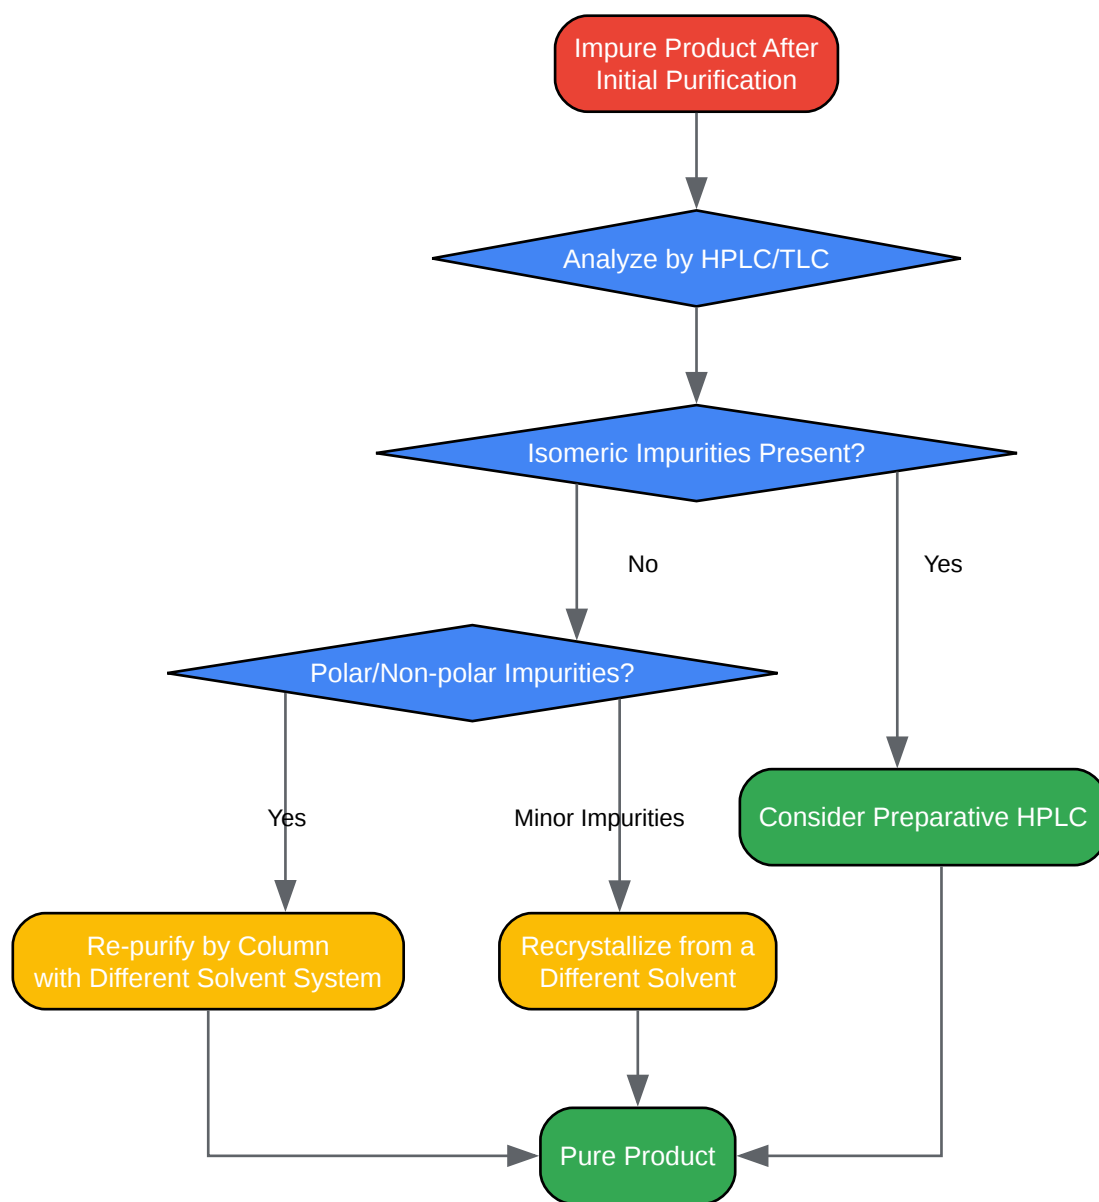 Impure Product After
Initial Purification
Analyze by HPLC/TLC
Isomeric Impurities Present?
No
Yes
Polar/Non-polar Impurities?
Yes
Minor Impurities
Consider Preparative HPLC
Re-purify by Column
with Different Solvent System
Recrystallize from a
Different Solvent
Pure Product